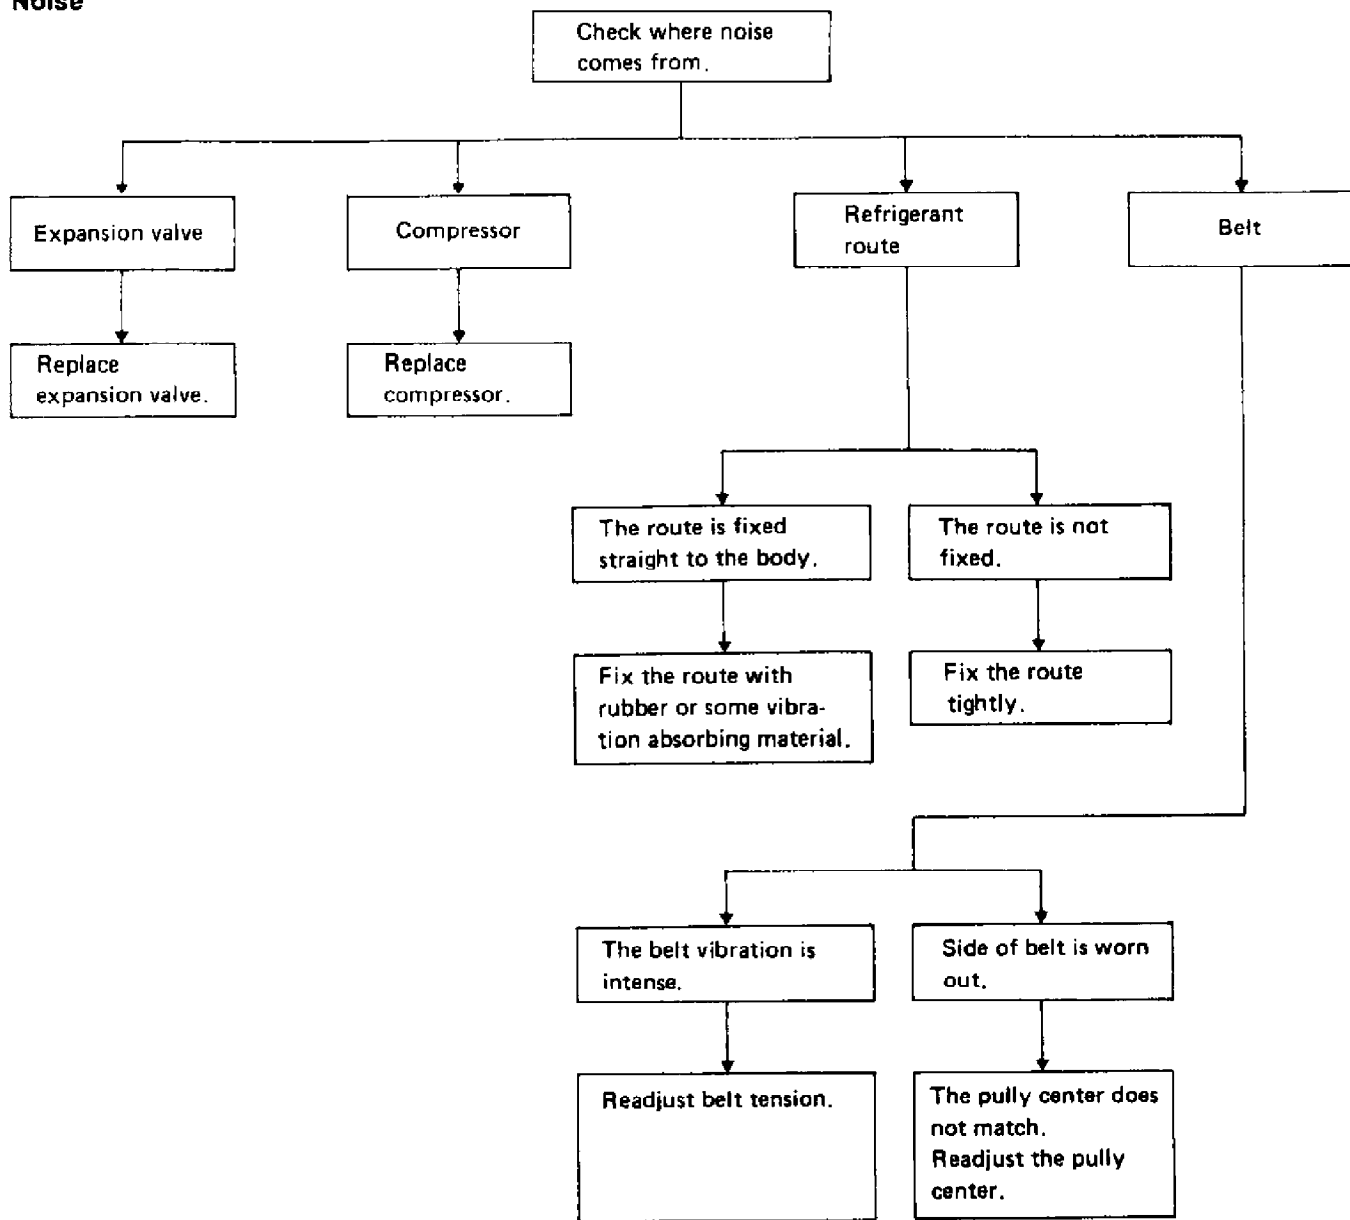 Noise
Check where noise
comes from.
Expansion valve
Compressor
Refrigerant
route
Belt
Replace
expansion valve.
Replace
compressor.
The route is fixed
straight to the body.
The route is not
fixed.
Fix the route with
rubber or some vibra-
tion absorbing material.
Fix the route
tightly.
The belt vibration is
intense.
Side of belt is worn
out.
Readjust belt tension.
The pully center does
not match.
Readjust the pully
center.